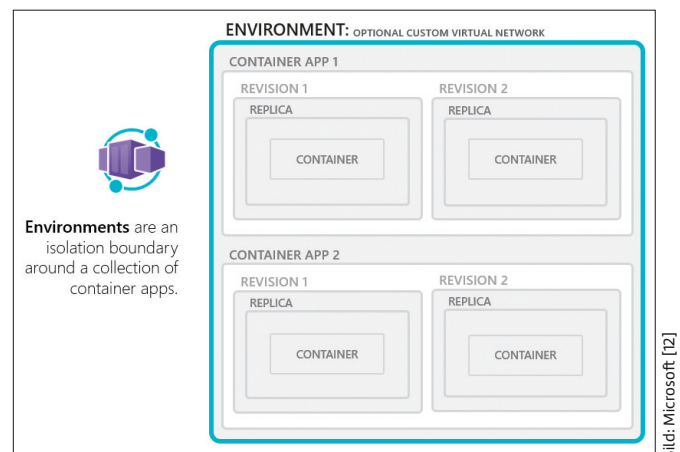 ENVIRONMENT: OPTIONAL CUSTOM VIRTUAL NETWORK
CONTAINER APP 1
REVISION 1
REPLICA
CONTAINER
REVISION 2
REPLICA
CONTAINER
Environments are an
isolation boundary
around a collection of
container apps.
CONTAINER APP 2
REVISION 1
REPLICA
CONTAINER
REVISION 2
REPLICA
CONTAINER
ild: Microsoft [12]